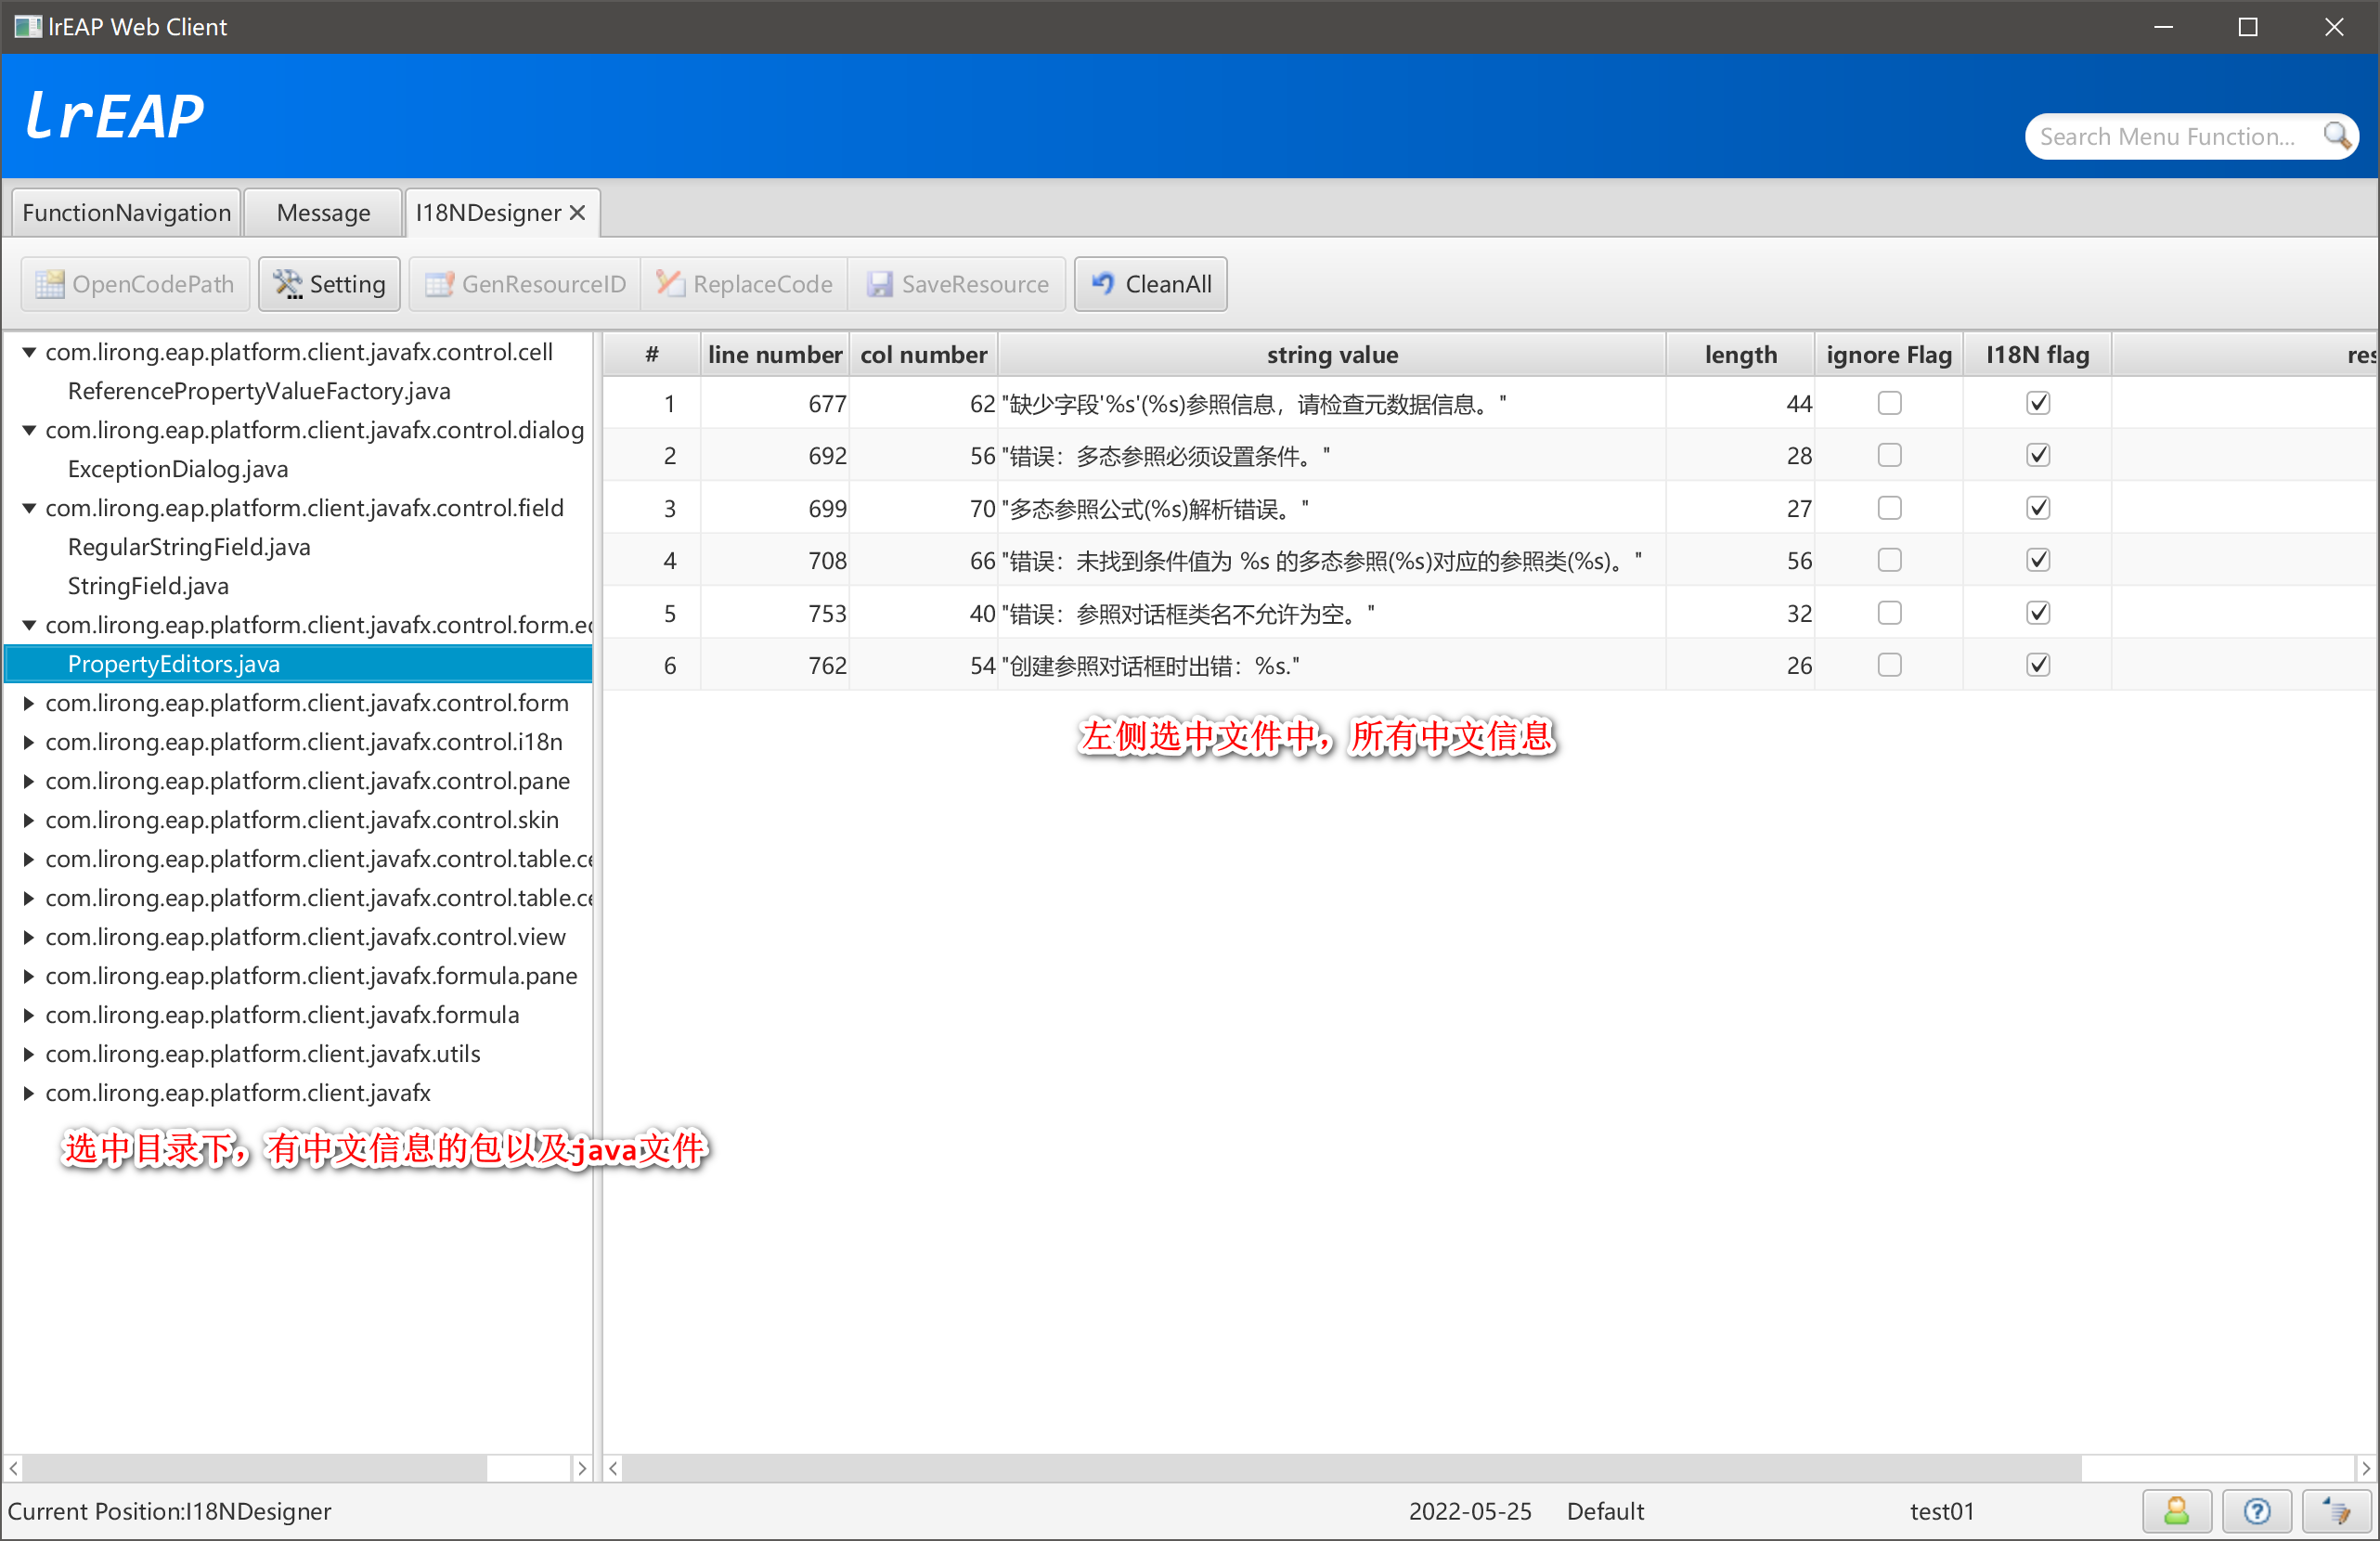 lrEAP Web Client
lrEAP
Search Menu Function...
FunctionNavigation Message I18NDesigner
OpenCodePath Setting GenResourceID ReplaceCode SaveResource CleanAll
com.lirong.eap.platform.client.javafx.control.cell
ReferencePropertyValueFactory.java
com.lirong.eap.platform.client.javafx.control.dialog
ExceptionDialog.java
com.lirong.eap.platform.client.javafx.control.field
RegularStringField.java
StringField.java
com.lirong.eap.platform.client.javafx.control.form.ec
PropertyEditors.java
com.lirong.eap.platform.client.javafx.control.form
com.lirong.eap.platform.client.javafx.control.i18n
com.lirong.eap.platform.client.javafx.control.pane
com.lirong.eap.platform.client.javafx.control.skin
com.lirong.eap.platform.client.javafx.control.table.ce
com.lirong.eap.platform.client.javafx.control.table.ce
com.lirong.eap.platform.client.javafx.control.view
com.lirong.eap.platform.client.javafx.formula.pane
com.lirong.eap.platform.client.javafx.formula
com.lirong.eap.platform.client.javafx.utils
com.lirong.eap.platform.client.javafx
选中目录下，有中文信息的包以及java文件
# line number col number string value length ignore Flag I18N flag res
1 677 62 "缺少字段'%s'(%s)参照信息，请检查元数据信息。" 44
2 692 56 "错误：多态参照必须设置条件。" 28
3 699 70 "多态参照公式(%s)解析错误。" 27
4 708 66 "错误：未找到条件值为 %s 的多态参照(%s)对应的参照类(%s)。" 56
5 753 40 "错误：参照对话框类名不允许为空。" 32
6 762 54 "创建参照对话框时出错：%s." 26
左侧选中文件中，所有中文信息
Current Position:I18NDesigner 2022-05-25 Default test01